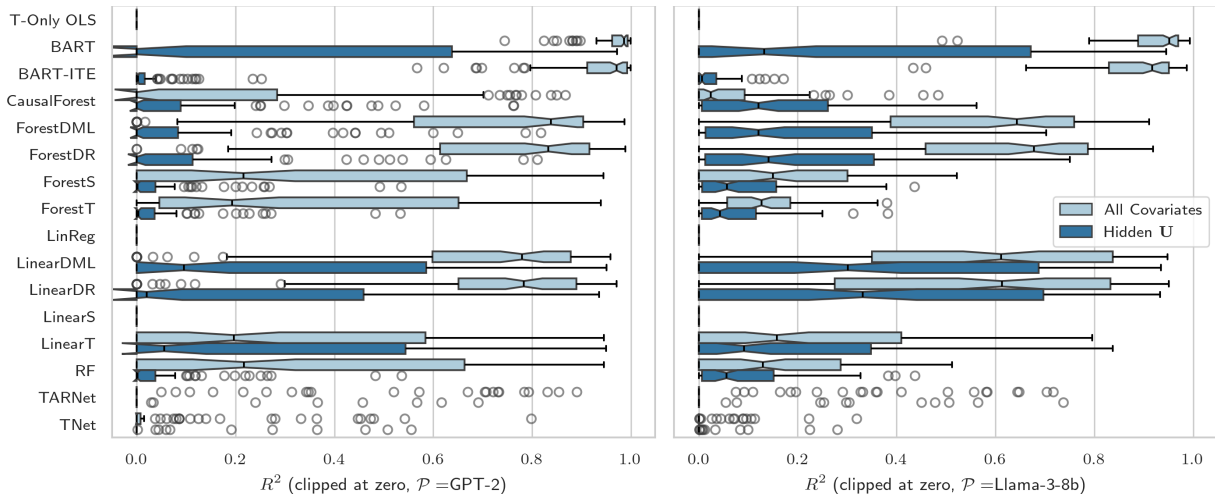 T-Only OLS
BART
BART-ITE
CausalForest
ForestDML
ForestDR
ForestS
ForestT
LinReg
LinearDML
LinearDR
LinearS
LinearT
RF
TARNet
TNet
All Covariates
Hidden U
0.0 0.2 0.4 0.6 0.8 1.0
0.0 0.2 0.4 0.6 0.8 1.0
R² (clipped at zero, 𝒫 =GPT-2)
R² (clipped at zero, 𝒫 =Llama-3-8b)